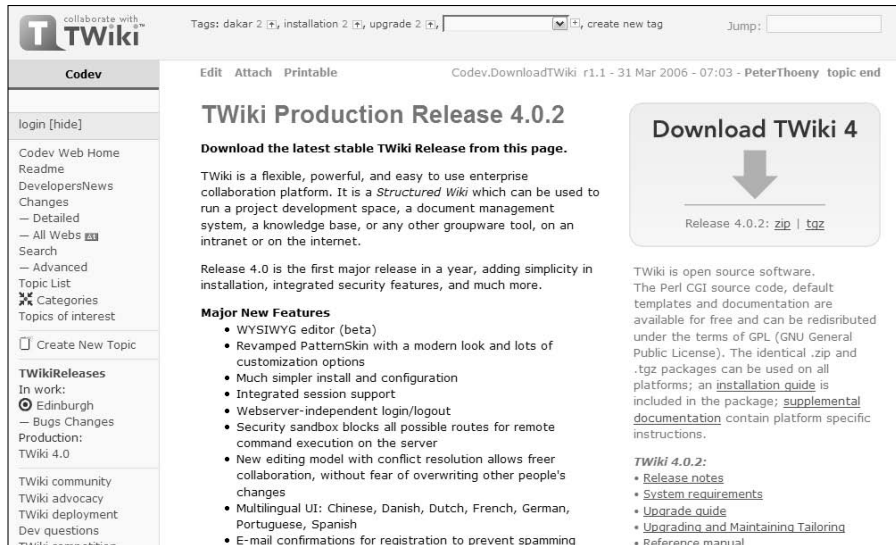 collaborate with
T TWiki™
Tags: dakar 2, installation 2, upgrade 2, create new tag
Jump:
Codev
Edit Attach Printable
Codev.DownloadTWiki r1.1 - 31 Mar 2006 - 07:03 - PeterThoeny topic end
login [hide]
Codev Web Home
Readme
DevelopersNews
Changes
— Detailed
— All Webs
Search
— Advanced
Topic List
Categories
Topics of interest
Create New Topic
TWikiReleases
In work:
Edinburgh
— Bugs Changes
Production:
TWiki 4.0
TWiki community
TWiki advocacy
TWiki deployment
Dev questions
TWiki competition
TWiki Production Release 4.0.2
Download the latest stable TWiki Release from this page.
TWiki is a flexible, powerful, and easy to use enterprise
collaboration platform. It is a Structured Wiki which can be used to
run a project development space, a document management
system, a knowledge base, or any other groupware tool, on an
intranet or on the internet.
Release 4.0 is the first major release in a year, adding simplicity in
installation, integrated security features, and much more.
Major New Features
• WYSIWYG editor (beta)
• Revamped PatternSkin with a modern look and lots of
customization options
• Much simpler install and configuration
• Integrated session support
• Webserver-independent login/logout
• Security sandbox blocks all possible routes for remote
command execution on the server
• New editing model with conflict resolution allows freer
collaboration, without fear of overwriting other people's
changes
• Multilingual UI: Chinese, Danish, Dutch, French, German,
Portuguese, Spanish
• E-mail confirmations for registration to prevent spamming
Download TWiki 4
Release 4.0.2: zip | tgz
TWiki is open source software.
The Perl CGI source code, default
templates and documentation are
available for free and can be redisributed
under the terms of GPL (GNU General
Public License). The identical .zip and
.tgz packages can be used on all
platforms; an installation guide is
included in the package; supplemental
documentation contain platform specific
instructions.
TWiki 4.0.2:
• Release notes
• System requirements
• Upgrade guide
• Upgrading and Maintaining Tailoring
• Reference manual